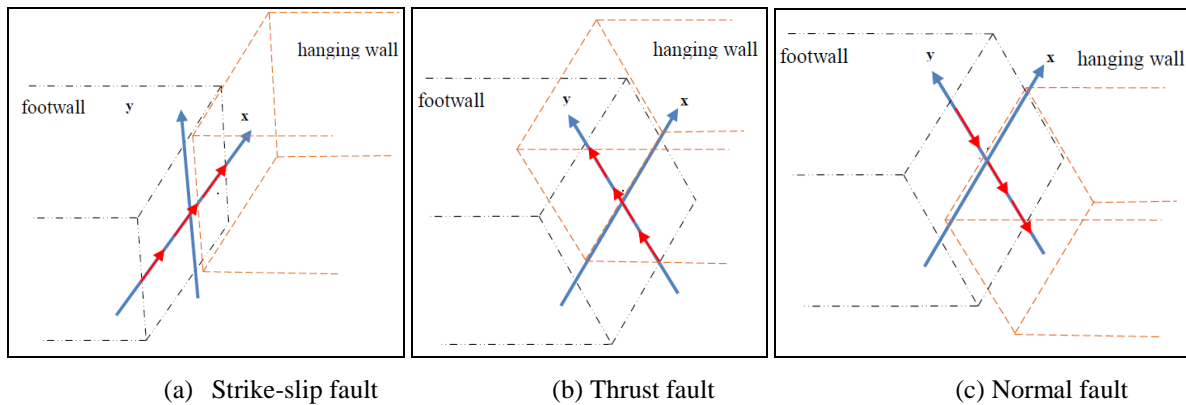 hanging wall
footwall
y
x
hanging wall
footwall
y
x
hanging wall
footwall
y
x
(a) Strike-slip fault
(b) Thrust fault
(c) Normal fault